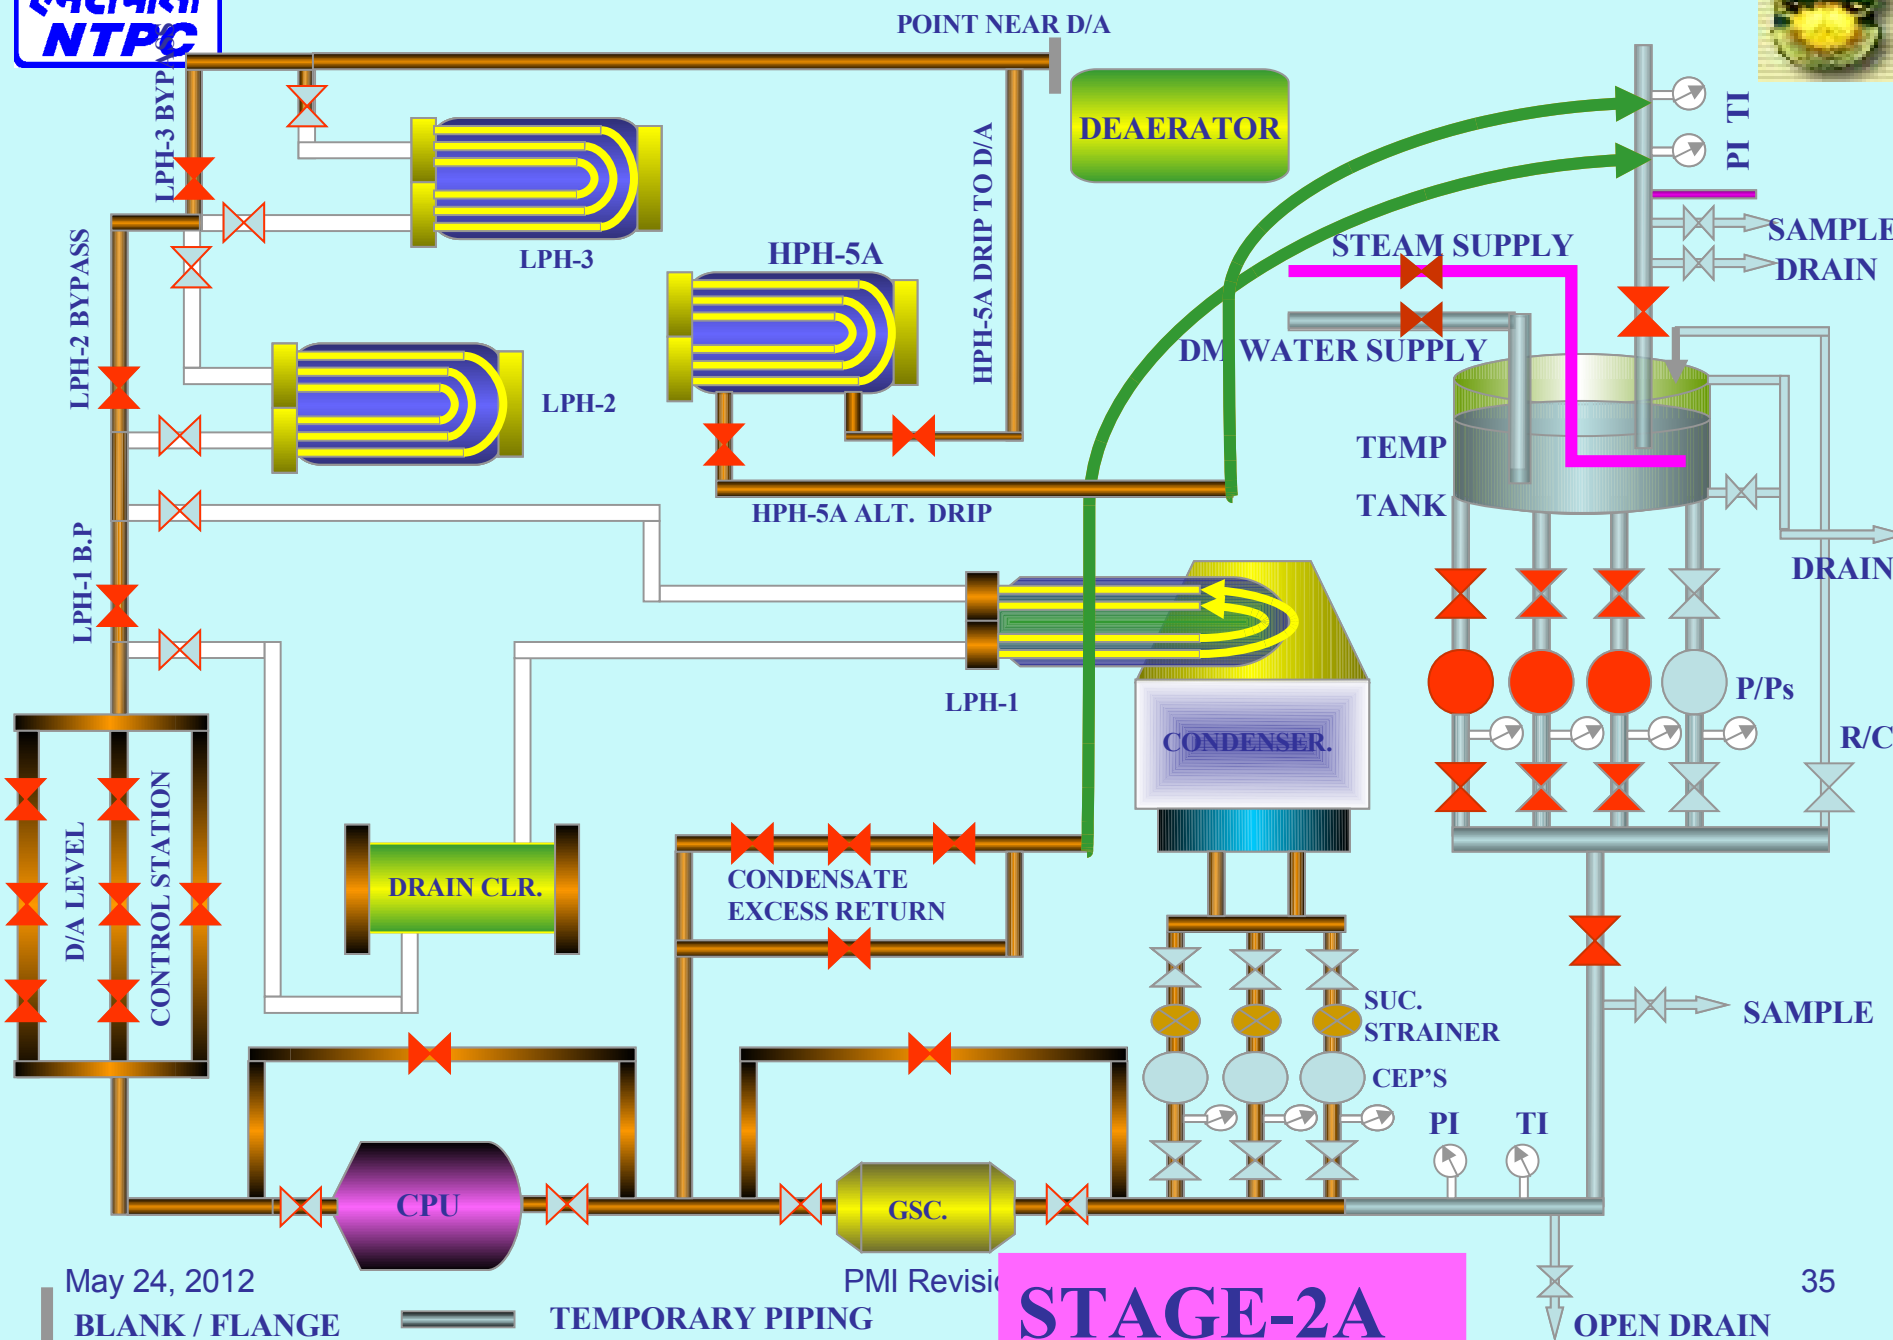 एनटीपीसी
NTPC
POINT NEAR D/A
LPH-3 BYPASS
DEAERATOR
TI
PI
HPH-5A DRIP TO D/A
SAMPLE
DRAIN
LPH-3
HPH-5A
STEAM SUPPLY
LPH-2 BYPASS
DM WATER SUPPLY
LPH-2
TEMP
TANK
HPH-5A ALT. DRIP
LPH-1 B.P
DRAIN
LPH-1
P/Ps
CONDENSER.
R/C
D/A LEVEL
CONTROL STATION
DRAIN CLR.
CONDENSATE
EXCESS RETURN
SUC.
STRAINER
SAMPLE
CEP'S
PI
TI
CPU
GSC.
May 24, 2012
PMI Revisio
35
STAGE-2A
BLANK / FLANGE
TEMPORARY PIPING
OPEN DRAIN